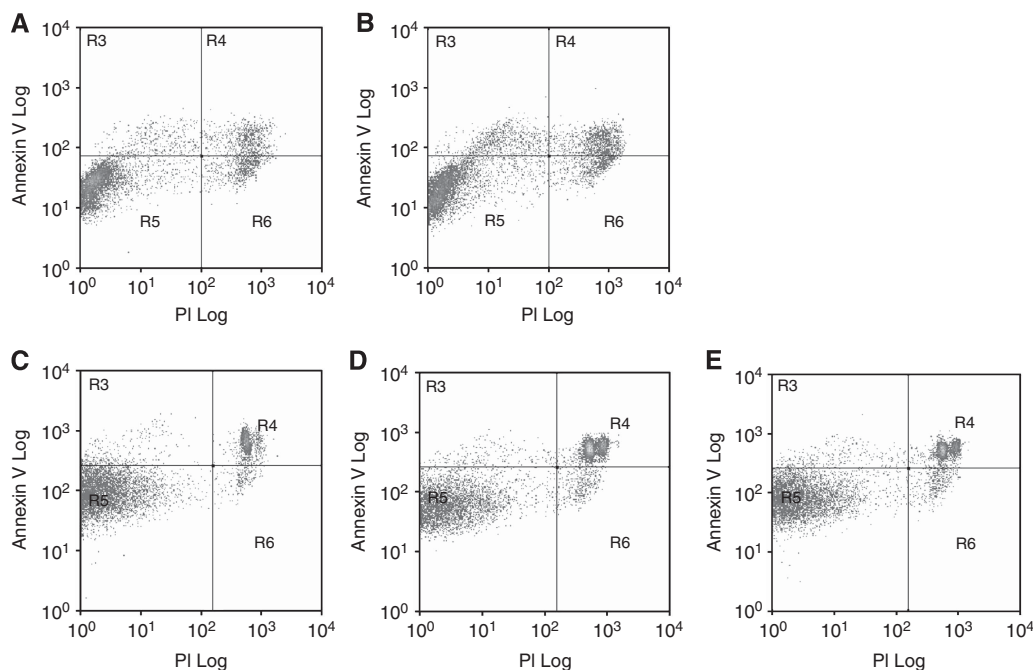 A
B
10⁴
10³
10²
10¹
10⁰
Annexin V Log
R3
R4
R5
R6
10⁰ 10¹ 10² 10³ 10⁴
PI Log
10⁴
10³
10²
10¹
10⁰
Annexin V Log
R3
R4
R5
R6
10⁰ 10¹ 10² 10³ 10⁴
PI Log
C
D
E
10⁴
10³
10²
10¹
10⁰
Annexin V Log
R3
R4
R5
R6
10⁰ 10¹ 10² 10³ 10⁴
PI Log
10⁴
10³
10²
10¹
10⁰
Annexin V Log
R3
R4
R5
R6
10⁰ 10¹ 10² 10³ 10⁴
PI Log
10⁴
10³
10²
10¹
10⁰
Annexin V Log
R3
R4
R5
R6
10⁰ 10¹ 10² 10³ 10⁴
PI Log